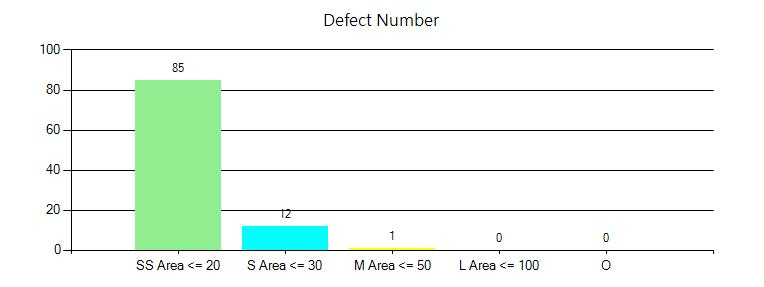 Defect Number
100
80
60
40
20
0
85
12
1
0
0
SS Area <= 20
S Area <= 30
M Area <= 50
L Area <= 100
O